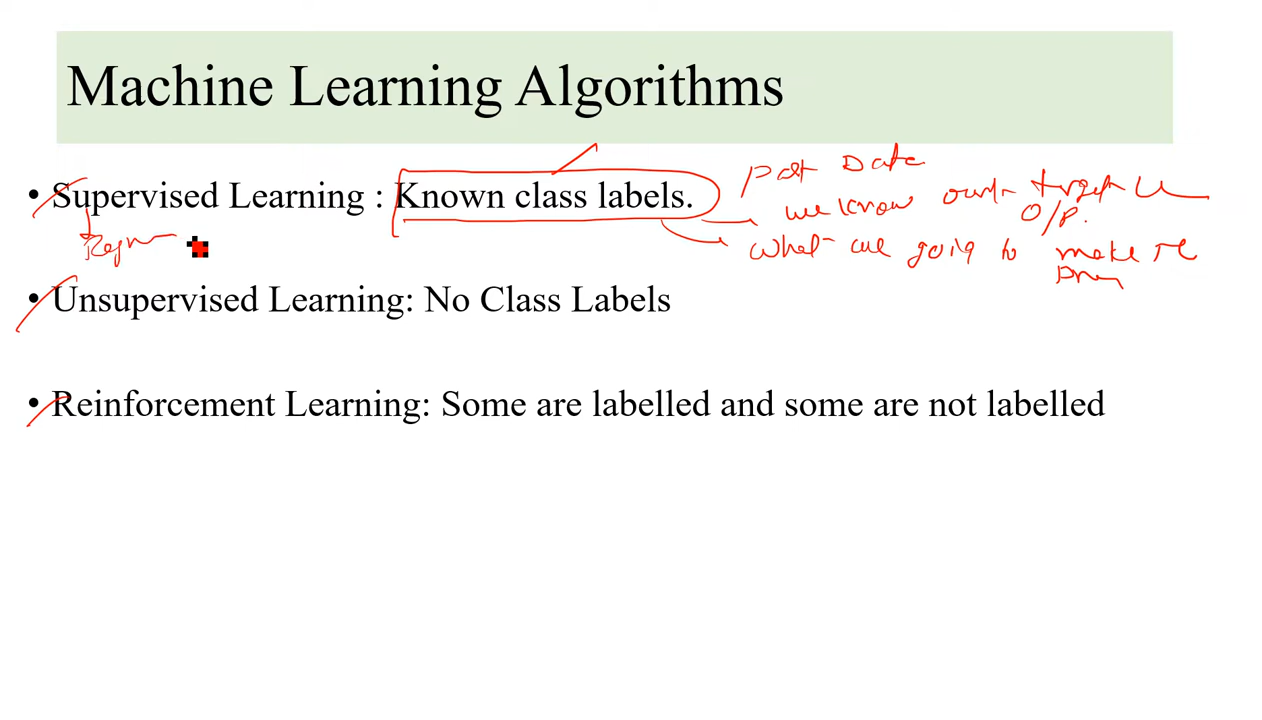 Machine Learning Algorithms
Past Data
• Supervised Learning : Known class labels. we know our target
O/P.
what we going to make
• Unsupervised Learning: No Class Labels
• Reinforcement Learning: Some are labelled and some are not labelled